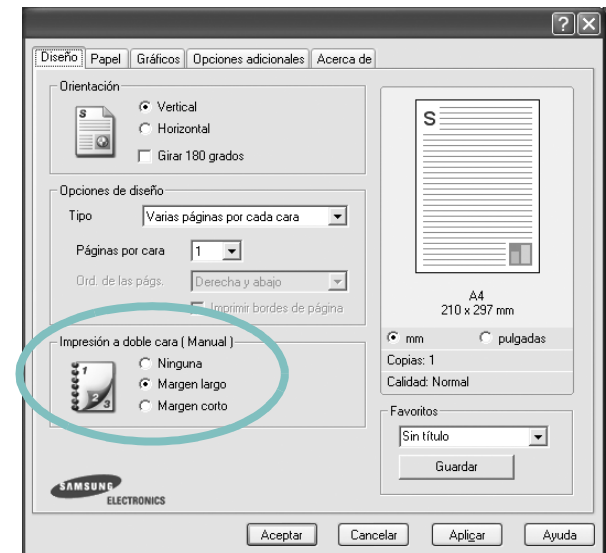 Diseño Papel Gráficos Opciones adicionales Acerca de
Orientación
S
Vertical
Horizontal
Girar 180 grados
Opciones de diseño
Tipo Varias páginas por cada cara
Páginas por cara 1
Ord. de las págs. Derecha y abajo
Imprimir bordes de página
Impresión a doble cara ( Manual )
1
2
3
Ninguna
Margen largo
Margen corto
SAMSUNG
ELECTRONICS
S
A4
210 x 297 mm
mm pulgadas
Copias: 1
Calidad: Normal
Favoritos
Sin título
Guardar
Aceptar Cancelar Aplicar Ayuda